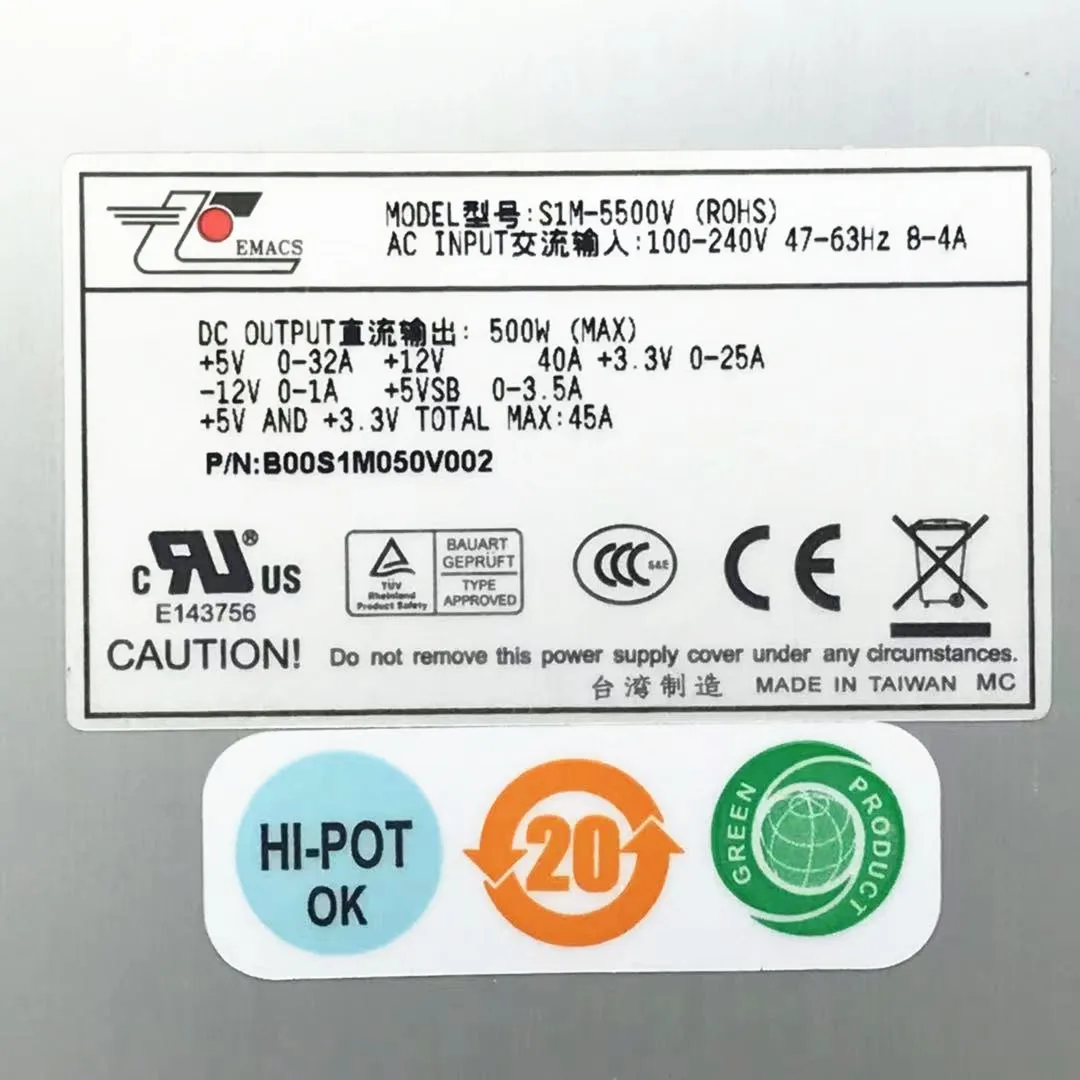 EMACS
MODEL型号:S1M-5500V (ROHS)
AC INPUT交流输入:100-240V 47-63Hz 8-4A
DC OUTPUT直流输出: 500W (MAX)
+5V 0-32A +12V 40A +3.3V 0-25A
-12V 0-1A +5VSB 0-3.5A
+5V AND +3.3V TOTAL MAX:45A
P/N:B00S1M050V002
c RU® US
E143756
TÜV
Rheinland
Product Safety
BAUART
GEPRÜFT
TYPE
APPROVED
CCC S&E
CE
CAUTION! Do not remove this power supply cover under any circumstances.
台湾制造 MADE IN TAIWAN MC
HI-POT
OK
20
GREEN PRODUCT